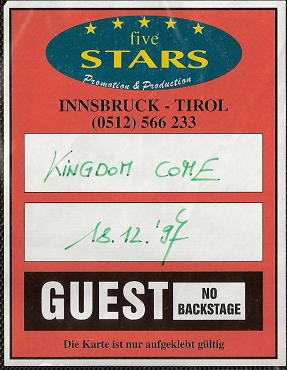 five
STARS
Promotion & Production
INNSBRUCK - TIROL
(0512) 566 233
KINGDOM COME
18.12.'97
GUEST
NO
BACKSTAGE
Die Karte ist nur aufgeklebt gültig